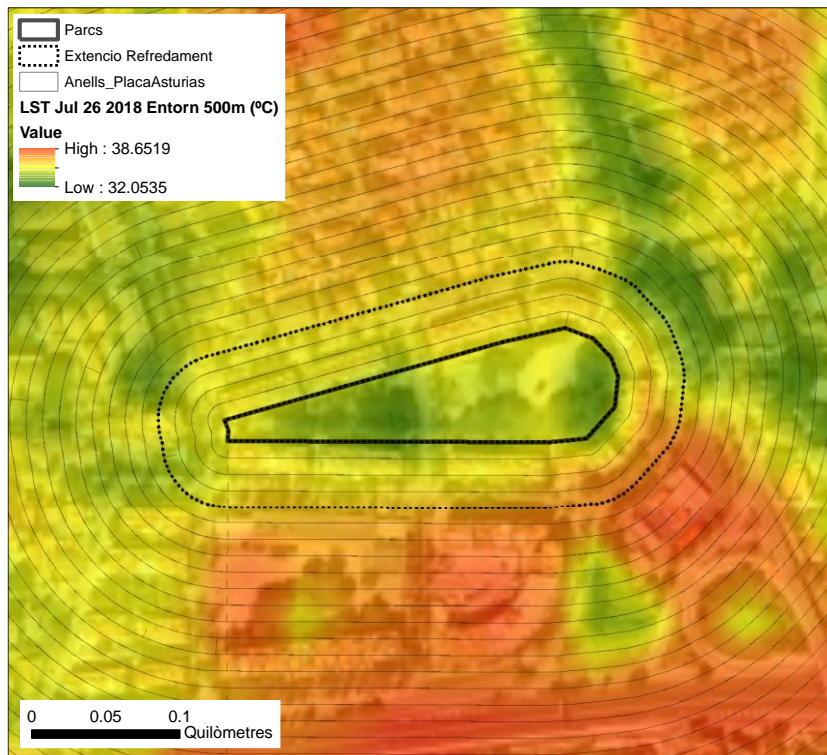 Parcs
Extencio Refredament
Anells_PlacaAsturias
LST Jul 26 2018 Entorn 500m (ºC)
Value
High : 38.6519
Low : 32.0535
0 0.05 0.1
Quilòmetres